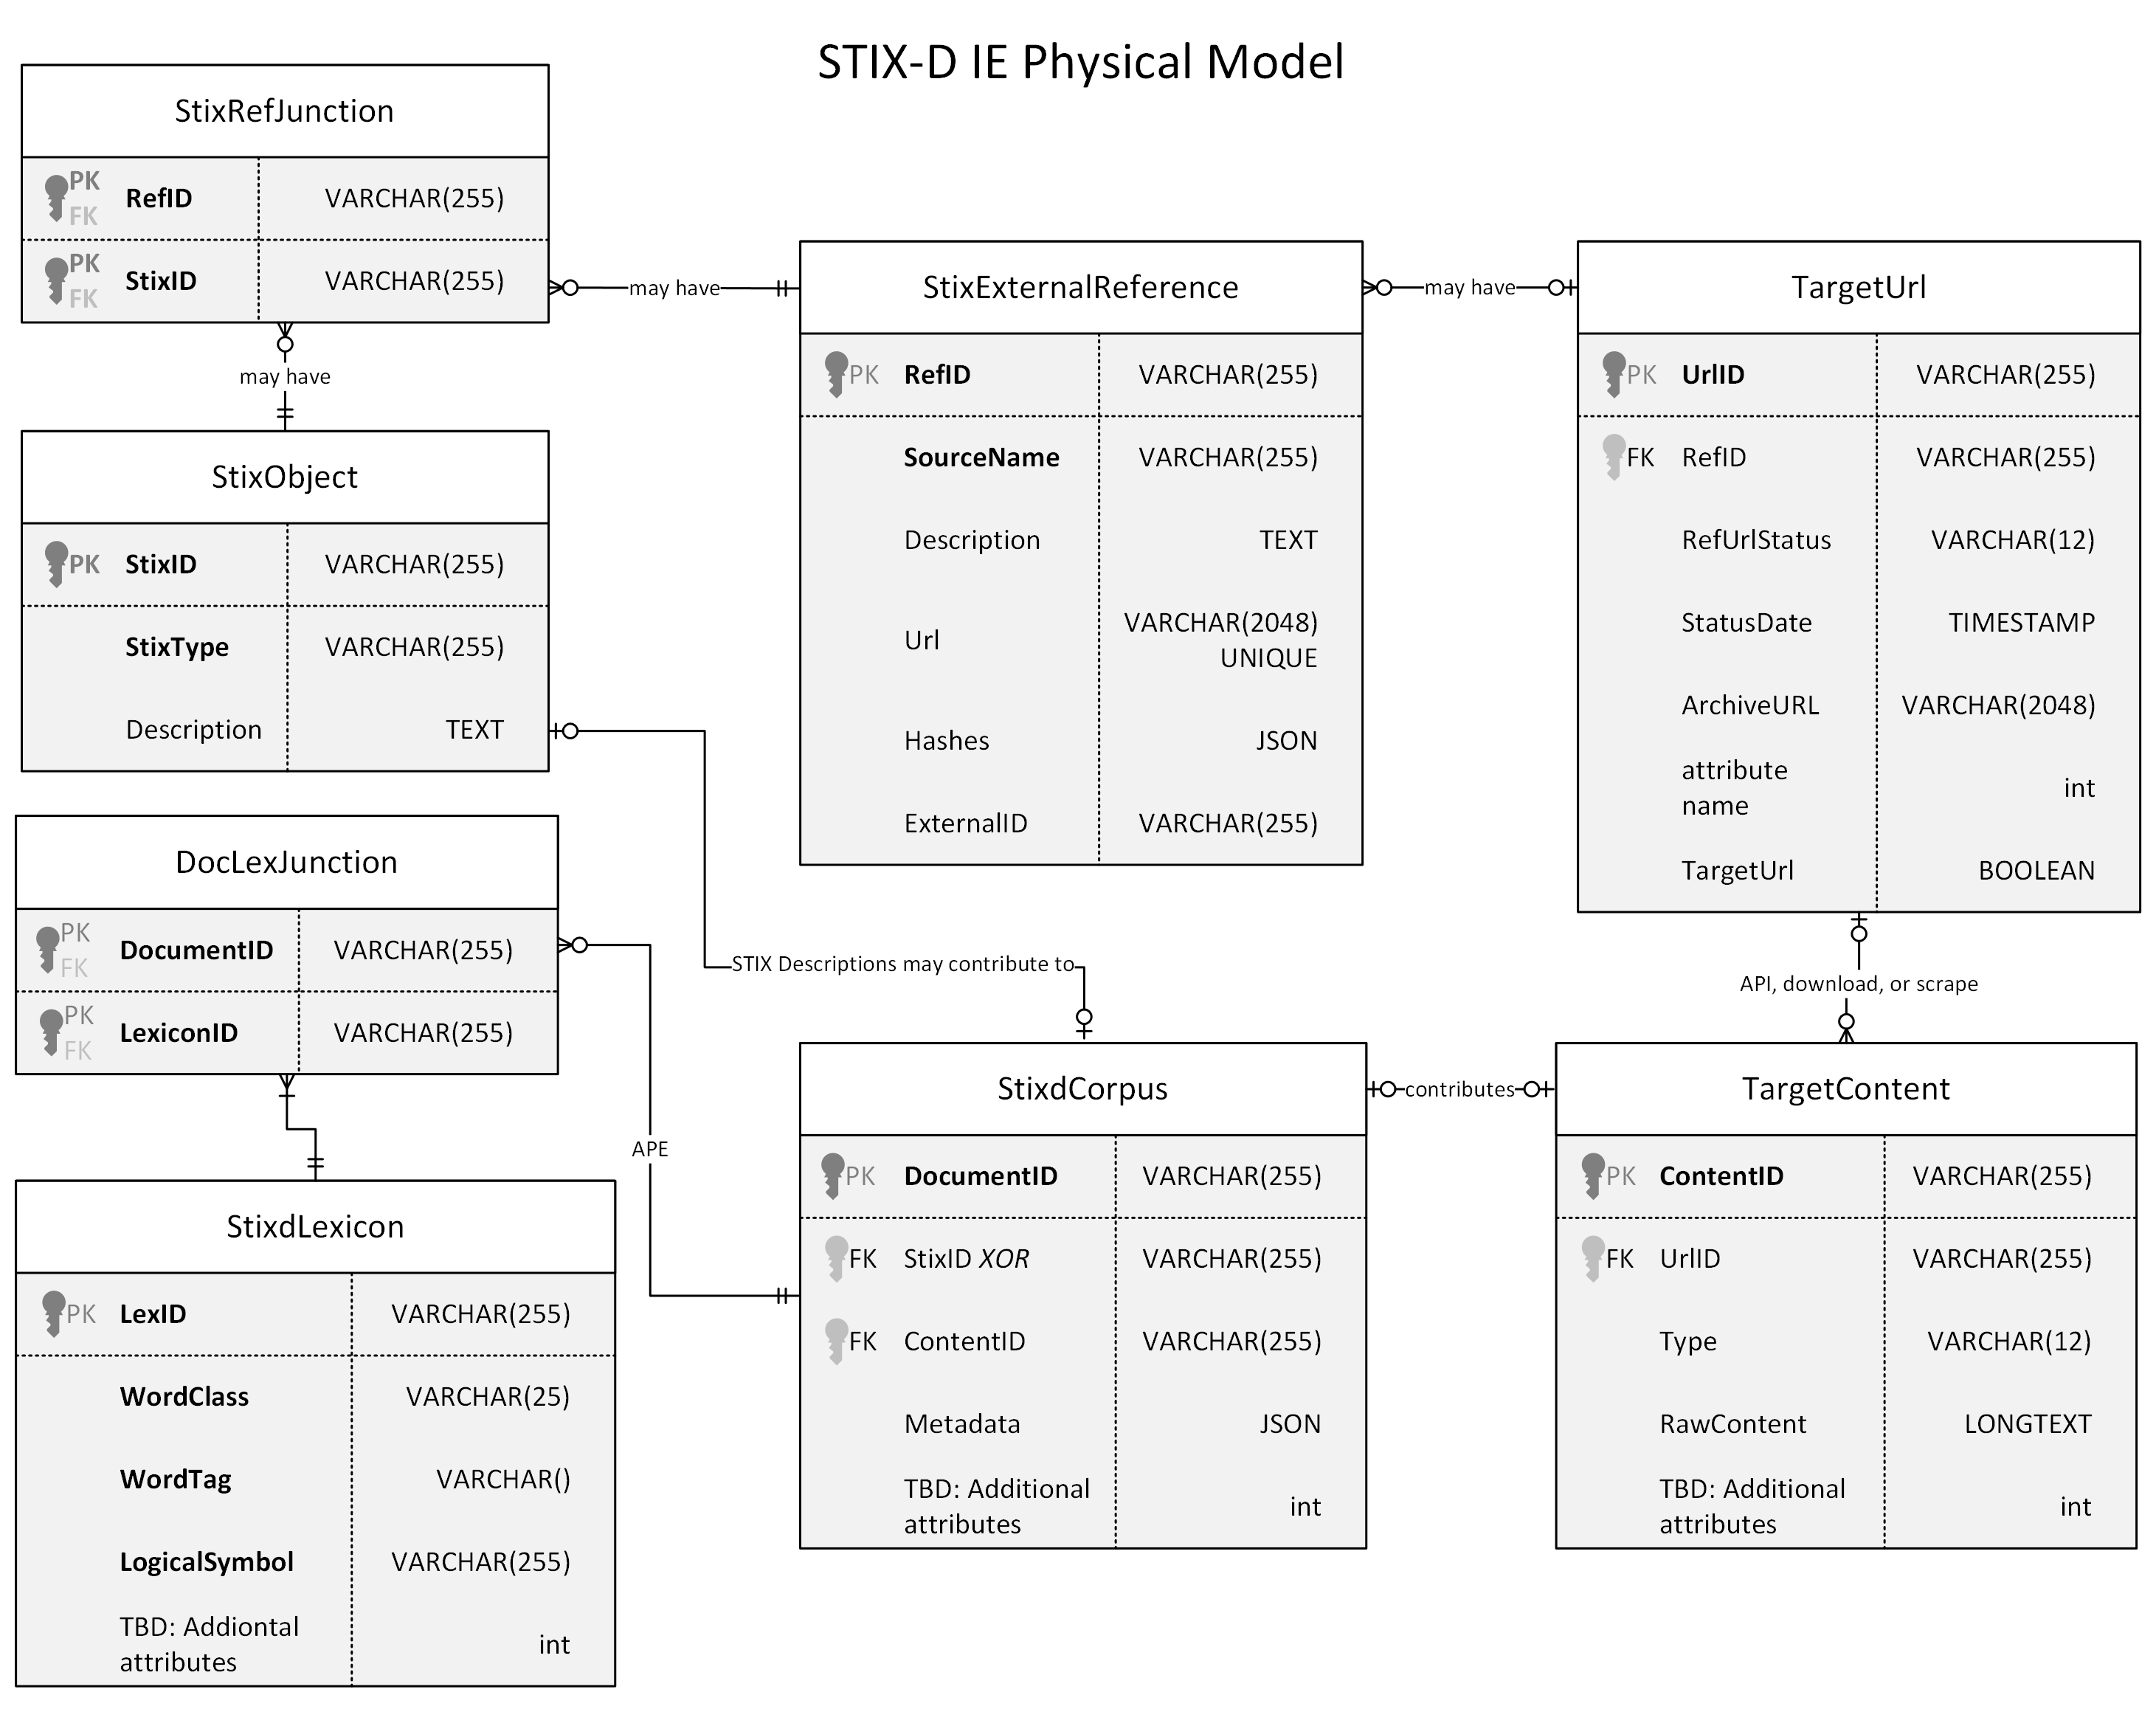 STIX-D IE Physical Model
StixRefJunction
PK
FK
RefID
VARCHAR(255)
PK
FK
StixID
VARCHAR(255)
may have
may have
StixObject
PK
StixID
VARCHAR(255)
StixType
VARCHAR(255)
Description
TEXT
StixExternalReference
PK
RefID
VARCHAR(255)
SourceName
VARCHAR(255)
Description
TEXT
Url
VARCHAR(2048)
UNIQUE
Hashes
JSON
ExternalID
VARCHAR(255)
may have
TargetUrl
PK
UrlID
VARCHAR(255)
FK
RefID
VARCHAR(255)
RefUrlStatus
VARCHAR(12)
StatusDate
TIMESTAMP
ArchiveURL
VARCHAR(2048)
attribute
name
int
TargetUrl
BOOLEAN
DocLexJunction
PK
FK
DocumentID
VARCHAR(255)
PK
FK
LexiconID
VARCHAR(255)
STIX Descriptions may contribute to
API, download, or scrape
APE
StixdLexicon
PK
LexID
VARCHAR(255)
WordClass
VARCHAR(25)
WordTag
VARCHAR()
LogicalSymbol
VARCHAR(255)
TBD: Addiontal
attributes
int
StixdCorpus
PK
DocumentID
VARCHAR(255)
FK
StixID XOR
VARCHAR(255)
FK
ContentID
VARCHAR(255)
Metadata
JSON
TBD: Additional
attributes
int
contributes
TargetContent
PK
ContentID
VARCHAR(255)
FK
UrlID
VARCHAR(255)
Type
VARCHAR(12)
RawContent
LONGTEXT
TBD: Additional
attributes
int